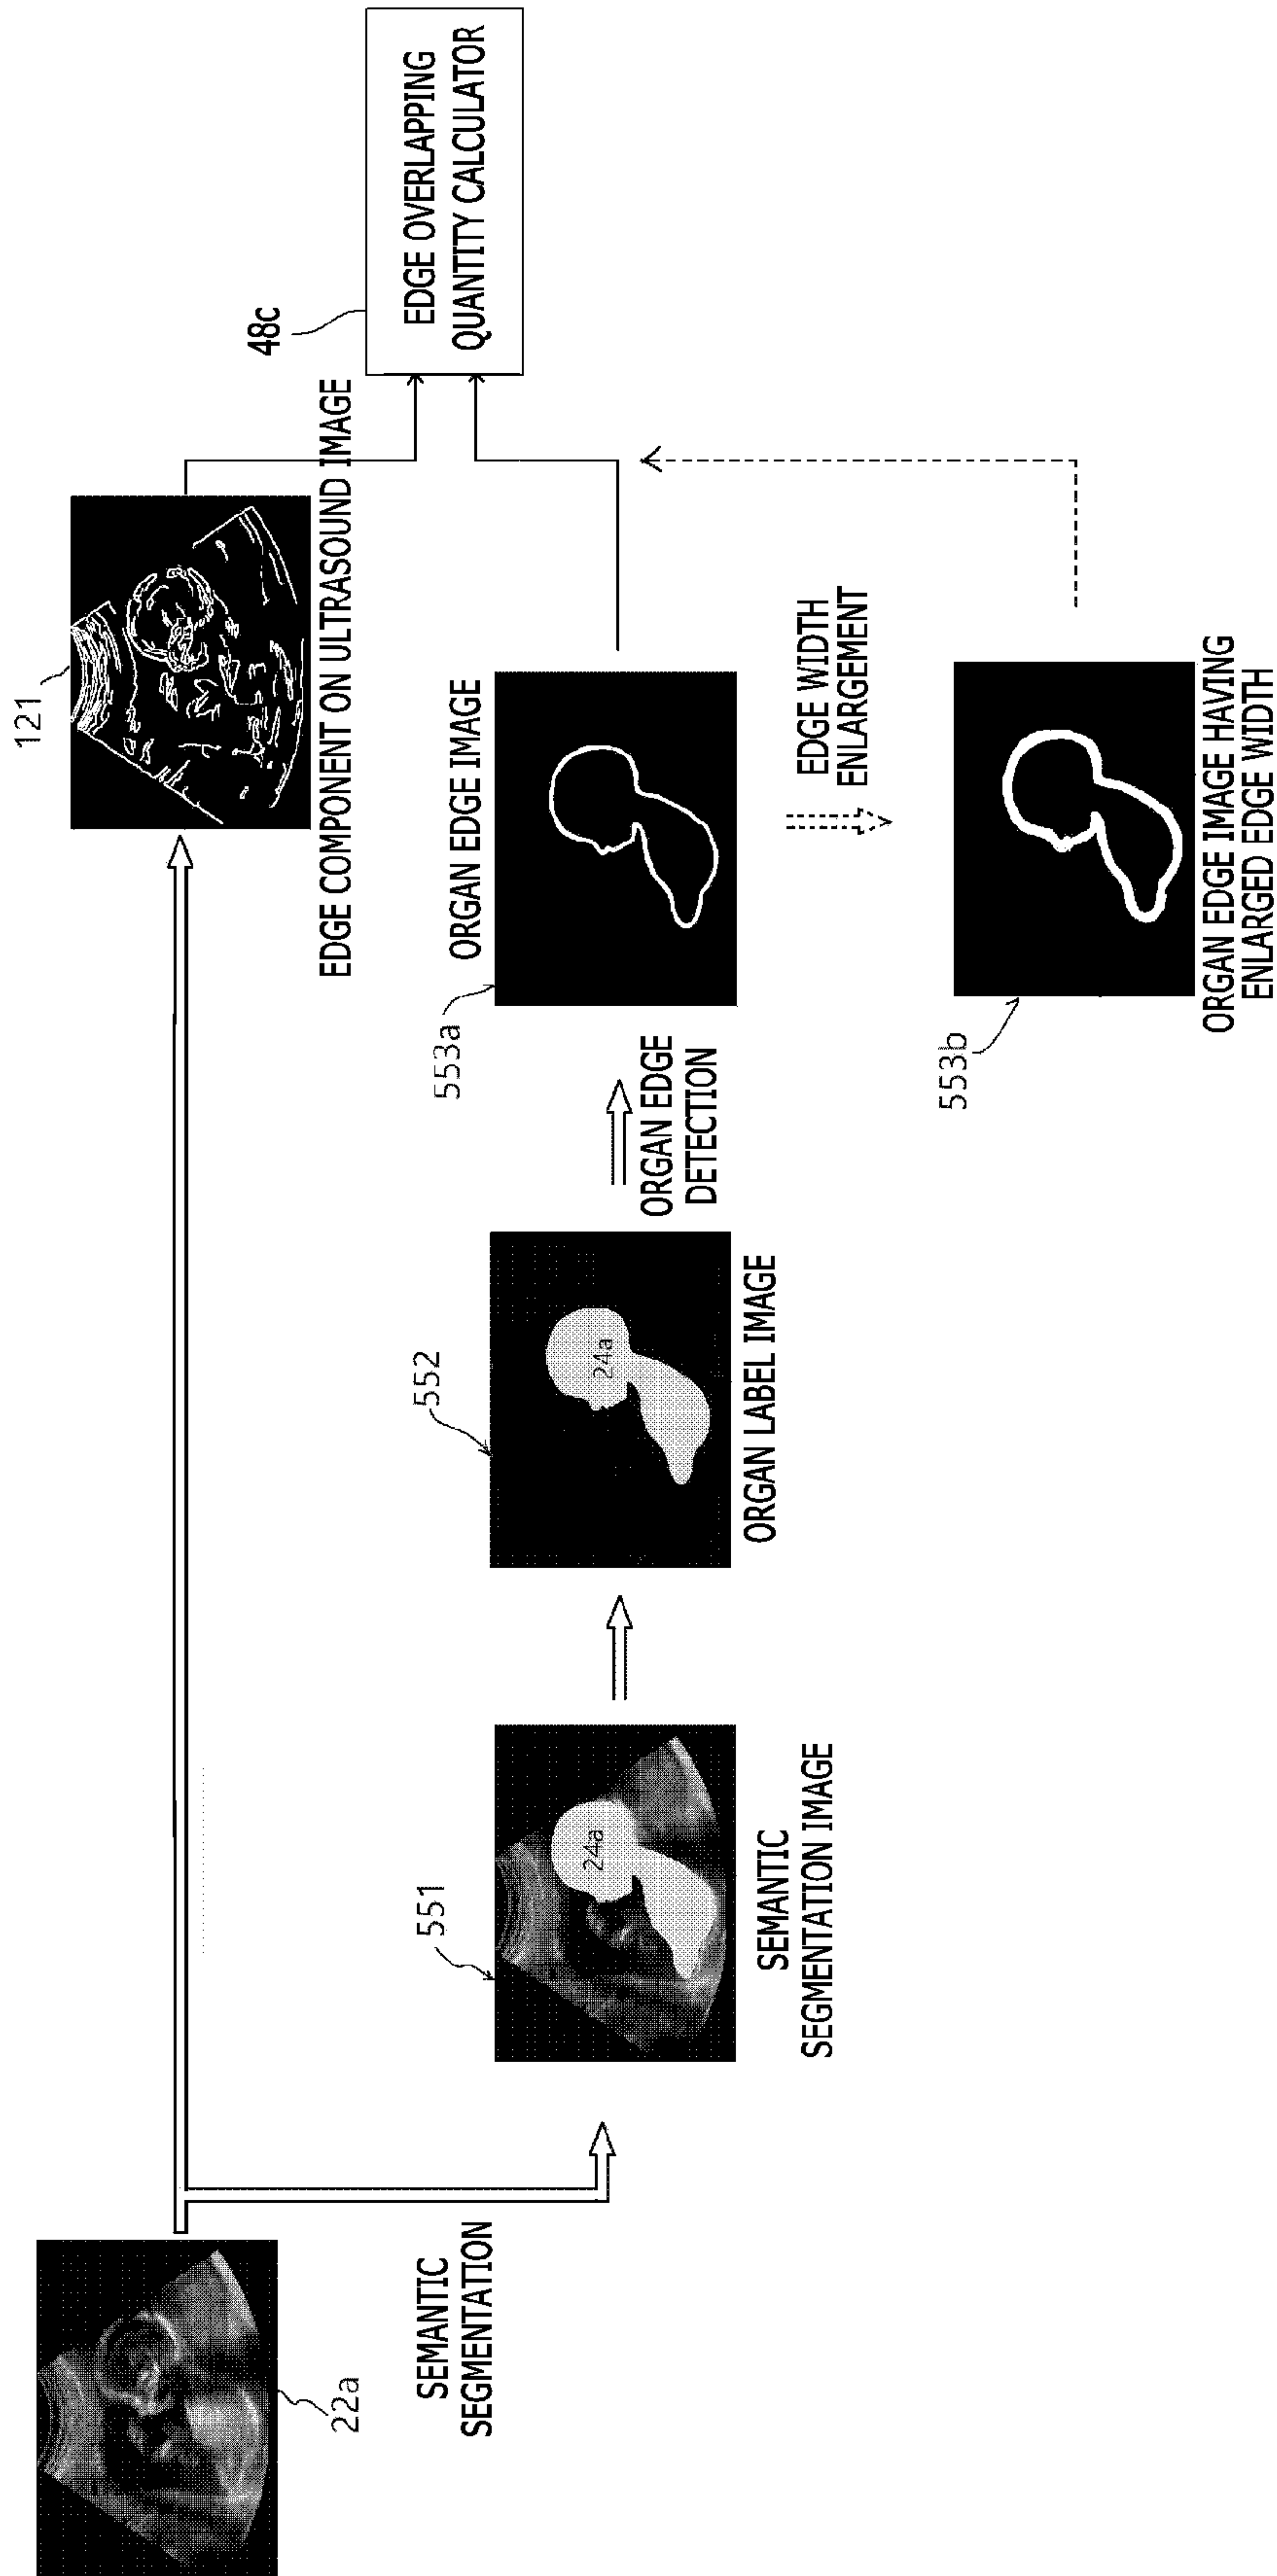 22a
SEMANTIC
SEGMENTATION
551
24a
SEMANTIC
SEGMENTATION IMAGE
552
24a
ORGAN LABEL IMAGE
ORGAN EDGE
DETECTION
121
EDGE COMPONENT ON ULTRASOUND IMAGE
553a
ORGAN EDGE IMAGE
EDGE WIDTH
ENLARGEMENT
553b
ORGAN EDGE IMAGE HAVING
ENLARGED EDGE WIDTH
48c
EDGE OVERLAPPING
QUANTITY CALCULATOR